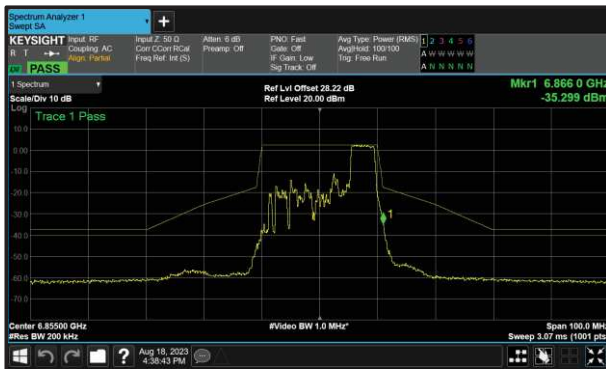 Spectrum Analyzer 1
Swept SA
KEYSIGHT
R T
PASS
Input: RF
Coupling: AC
Align: Partial
Input Z: 50 Ω
Corr CCorr RCal
Freq Ref: Int (S)
Atten: 6 dB
Preamp: Off
PNO: Fast
Gate: Off
IF Gain: Low
Sig Track: Off
Avg Type: Power (RMS)
Avg|Hold: 100/100
Trig: Free Run
1 2 3 4 5 6
A W W W W W
A N N N N N
1 Spectrum
Scale/Div 10 dB
Ref Lvl Offset 28.22 dB
Ref Level 20.00 dBm
Mkr1 6.866 0 GHz
-35.299 dBm
Log
Trace 1 Pass
10.0
0.00
-10.0
-20.0
-30.0
-40.0
-50.0
-60.0
-70.0
1
Center 6.85500 GHz
#Video BW 1.0 MHz*
Span 100.0 MHz
#Res BW 200 kHz
Sweep 3.07 ms (1001 pts)
?
Aug 18, 2023
4:38:43 PM